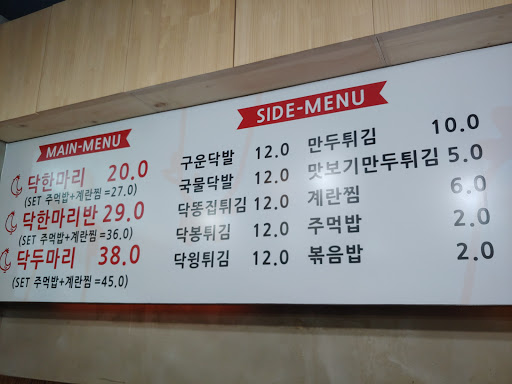 MAIN-MENU
닭한마리 20.0
(SET 주먹밥+계란찜 =27.0)
닭한마리반 29.0
(SET 주먹밥+계란찜 =36.0)
닭두마리 38.0
(SET 주먹밥+계란찜 =45.0)
SIDE-MENU
구운닭발 12.0
국물닭발 12.0
닭똥집튀김 12.0
닭봉튀김 12.0
닭윙튀김 12.0
만두튀김 10.0
맛보기만두튀김 5.0
계란찜 6.0
주먹밥 2.0
볶음밥 2.0